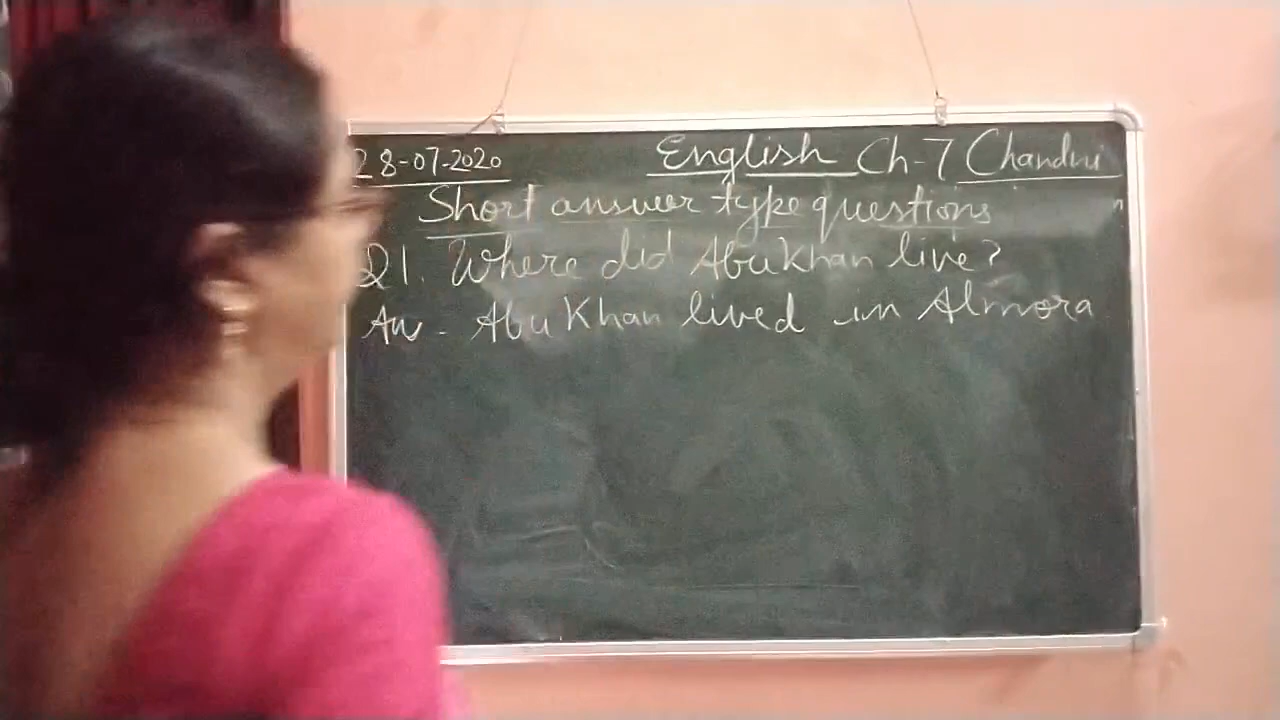 28-07-2020 English Ch-7 Chandni
Short answer type questions
Q1. Where did Abu Khan live?
An - Abu Khan lived in Almora